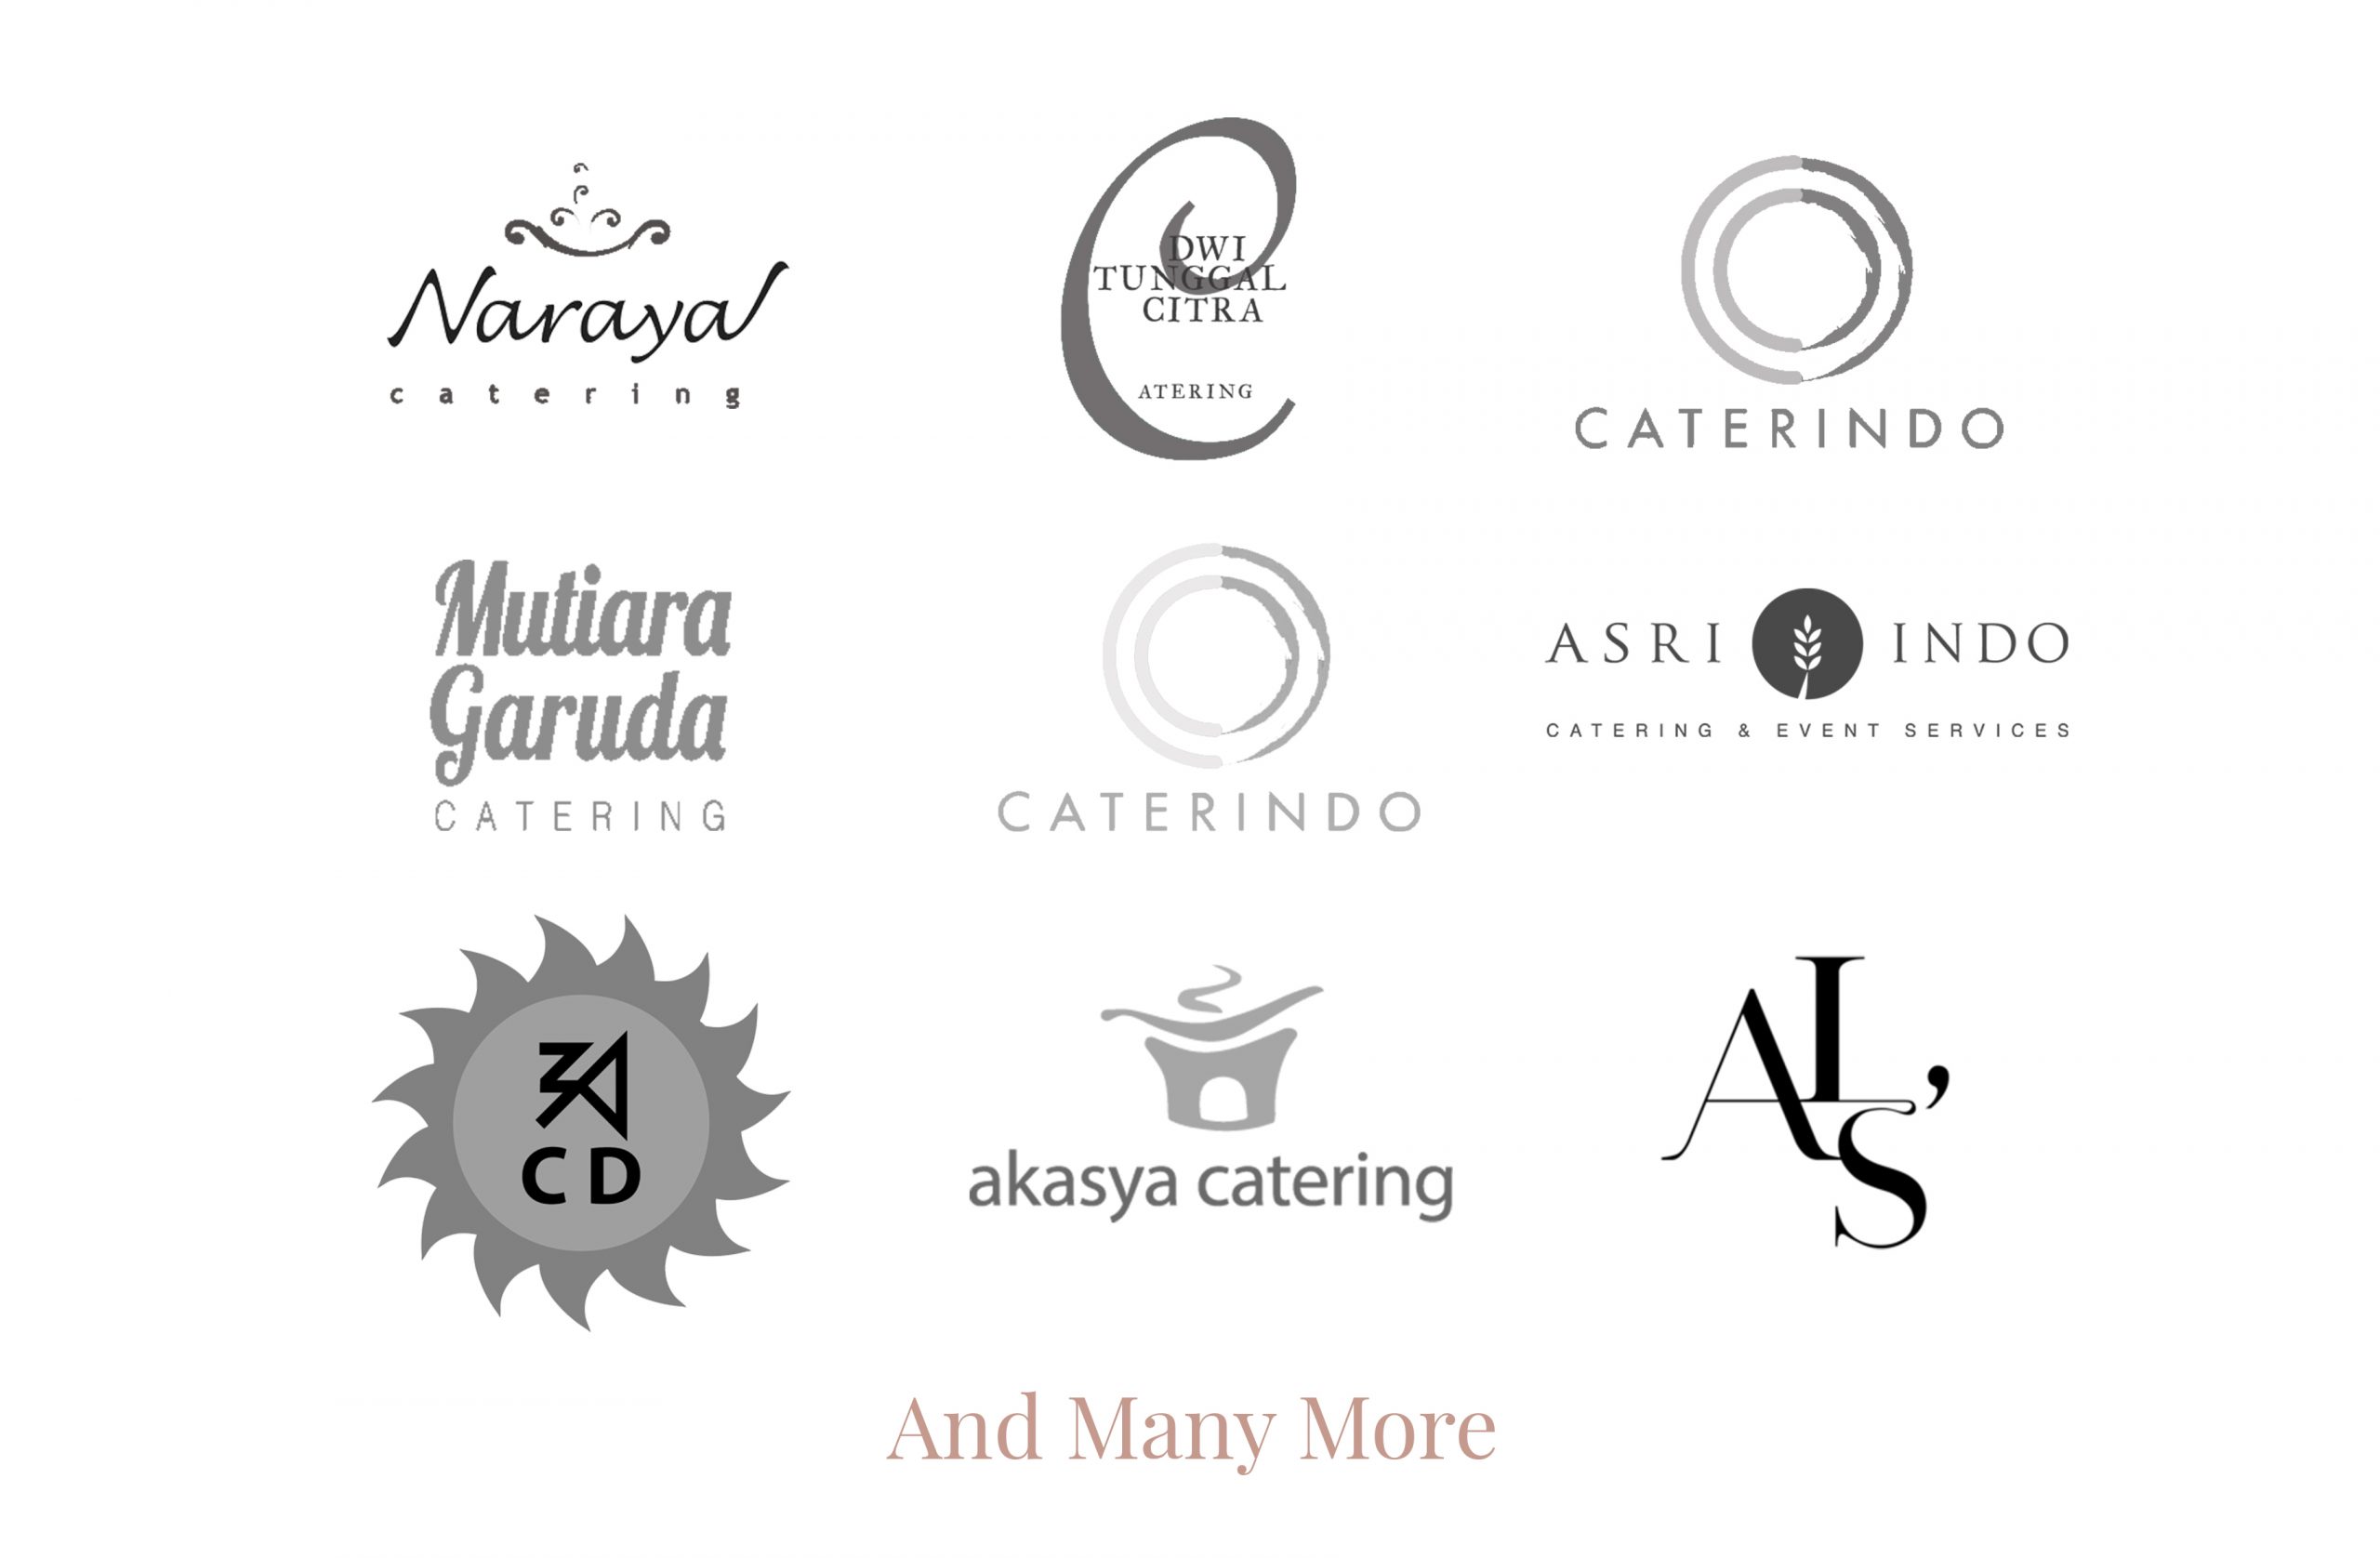 Naraya
catering
DWI
TUNGGAL
CITRA
CATERING
CATERINDO
Mutiara
Garuda
CATERING
CATERINDO
ASRI INDO
CATERING & EVENT SERVICES
CD
akasya catering
ALS'
And Many More